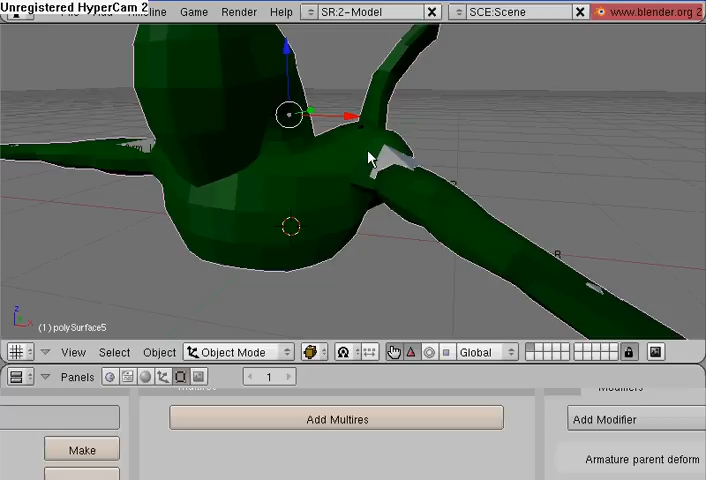 Unregistered HyperCam 2
Timeline Game Render Help SR:2-Model SCE:Scene www.blender.org 2
R
z
x
(1) polySurface5
View Select Object Object Mode Global
Panels 1
Modifiers
Add Multires Add Modifier
Make
Armature parent deform